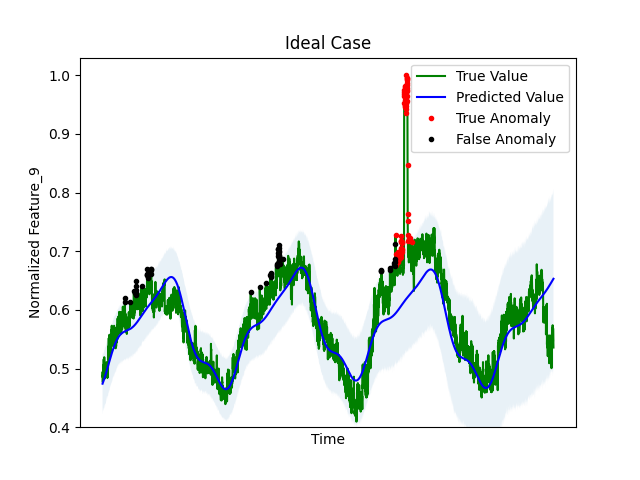 Ideal Case
1.0
0.9
0.8
0.7
0.6
0.5
0.4
Normalized Feature_9
Time
True Value
Predicted Value
True Anomaly
False Anomaly